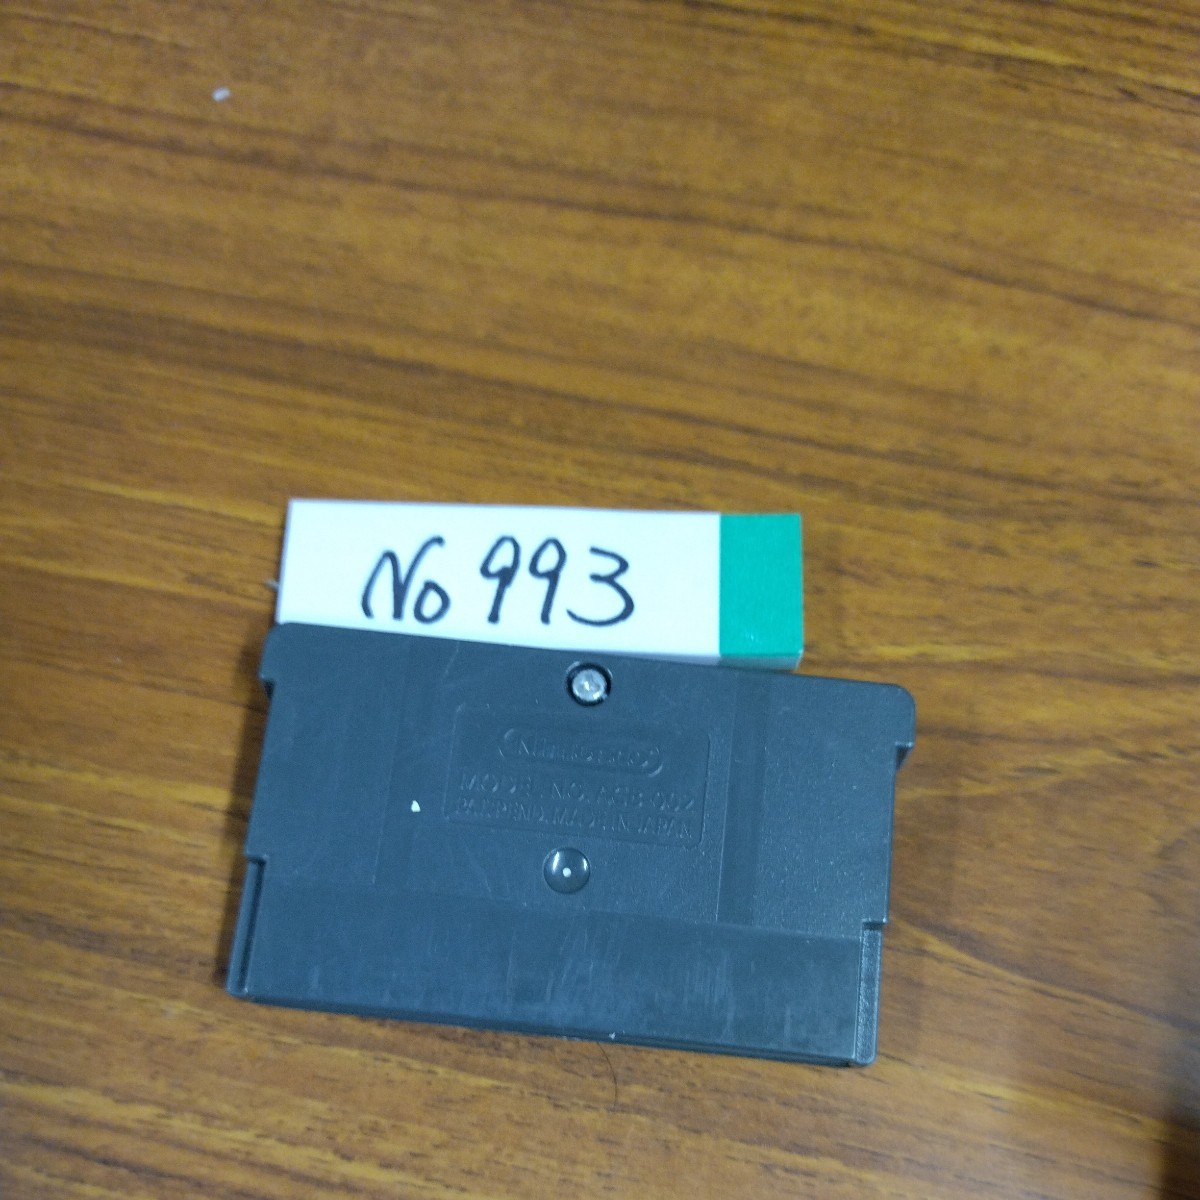 No 993
Nintendo
MODEL NO. AGB-002
PAT.PEND. MADE IN JAPAN